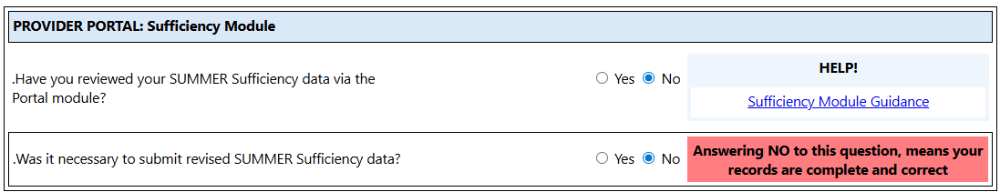 PROVIDER PORTAL: Sufficiency Module
.Have you reviewed your SUMMER Sufficiency data via the
Portal module?
Yes No
HELP!
Sufficiency Module Guidance
.Was it necessary to submit revised SUMMER Sufficiency data?
Yes No
Answering NO to this question, means your
records are complete and correct